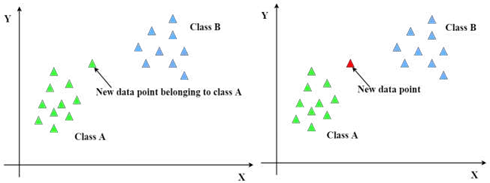 Y
Class B
New data point belonging to class A
Class A
X
Y
Class B
New data point
Class A
X